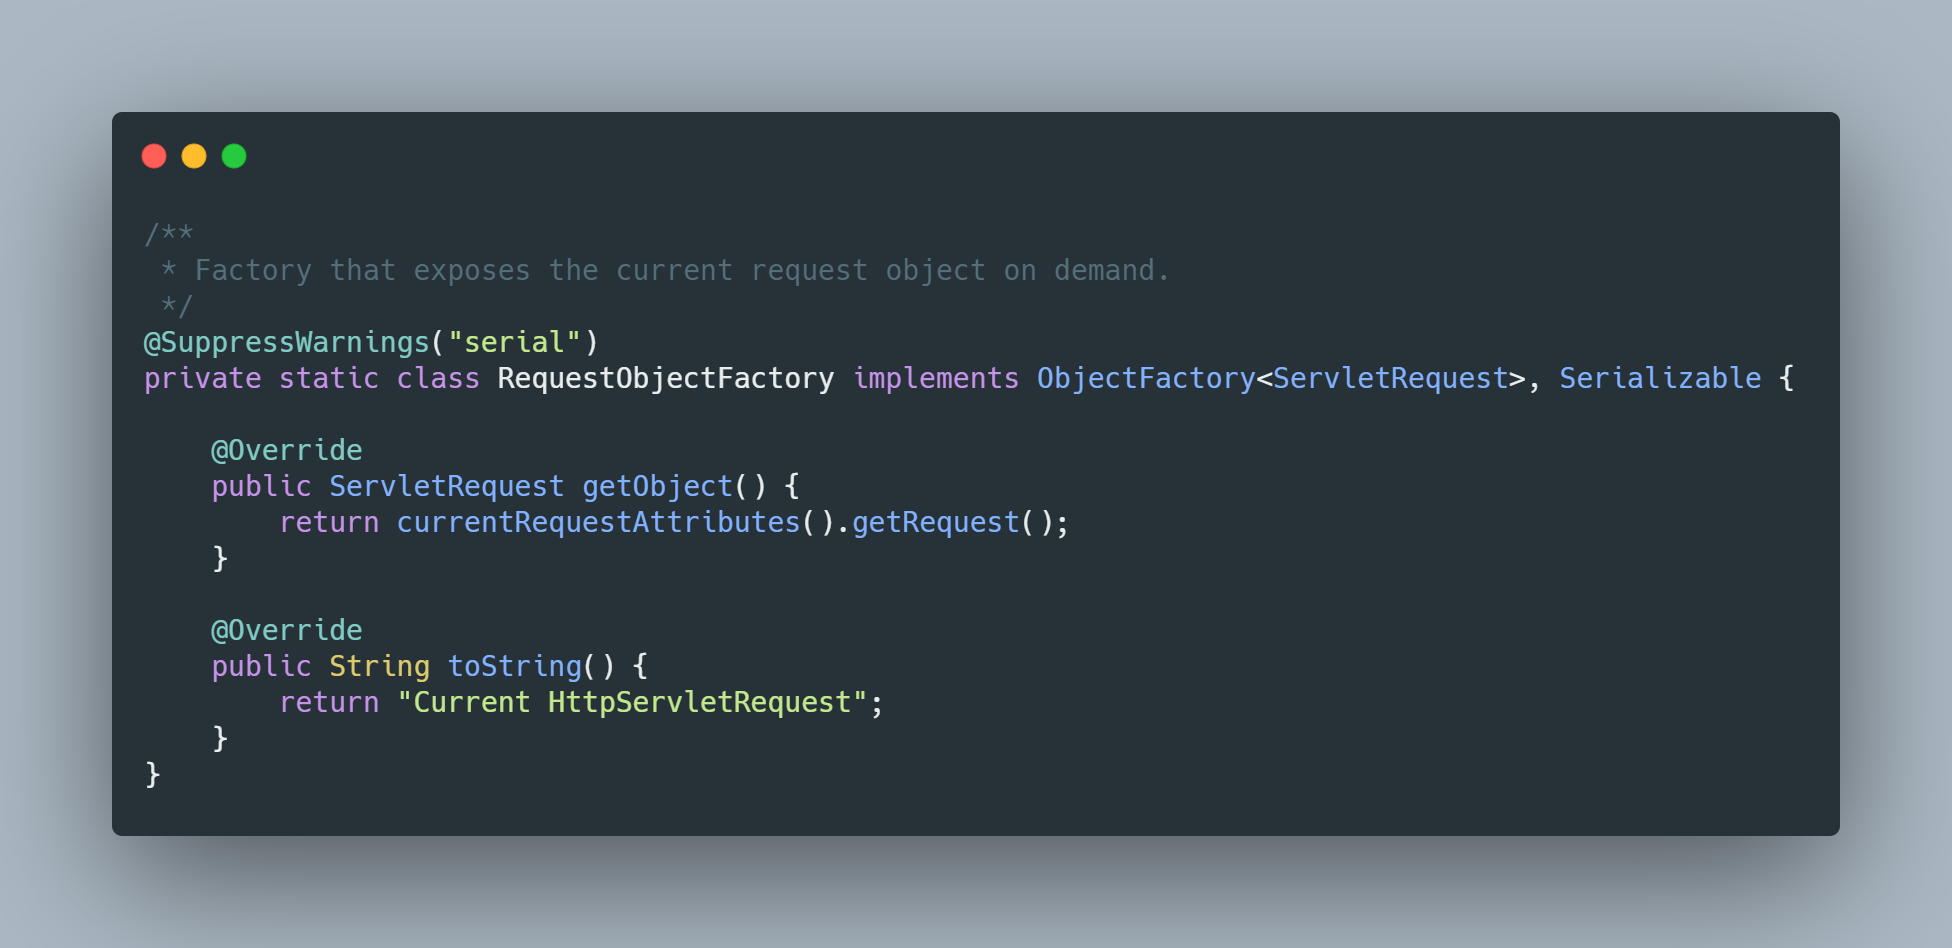 /**
 * Factory that exposes the current request object on demand.
 */
@SuppressWarnings("serial")
private static class RequestObjectFactory implements ObjectFactory<ServletRequest>, Serializable {

    @Override
    public ServletRequest getObject() {
        return currentRequestAttributes().getRequest();
    }

    @Override
    public String toString() {
        return "Current HttpServletRequest";
    }
}